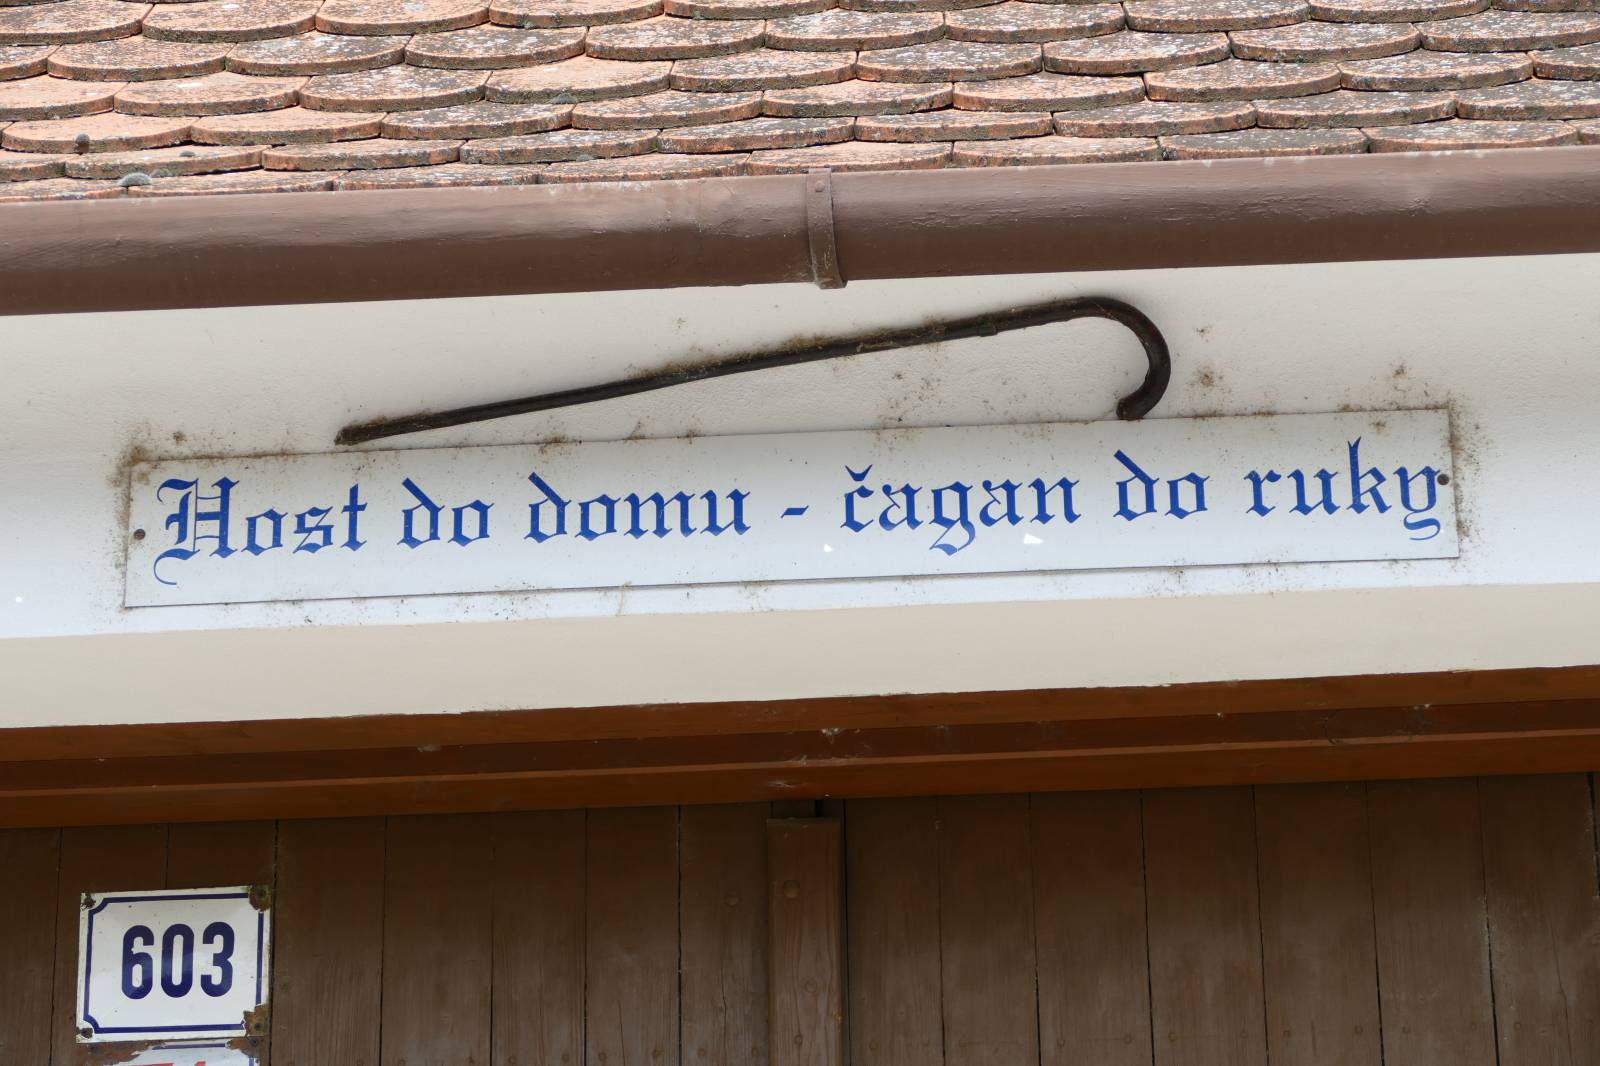 Host do domu - čagan do ruky
603